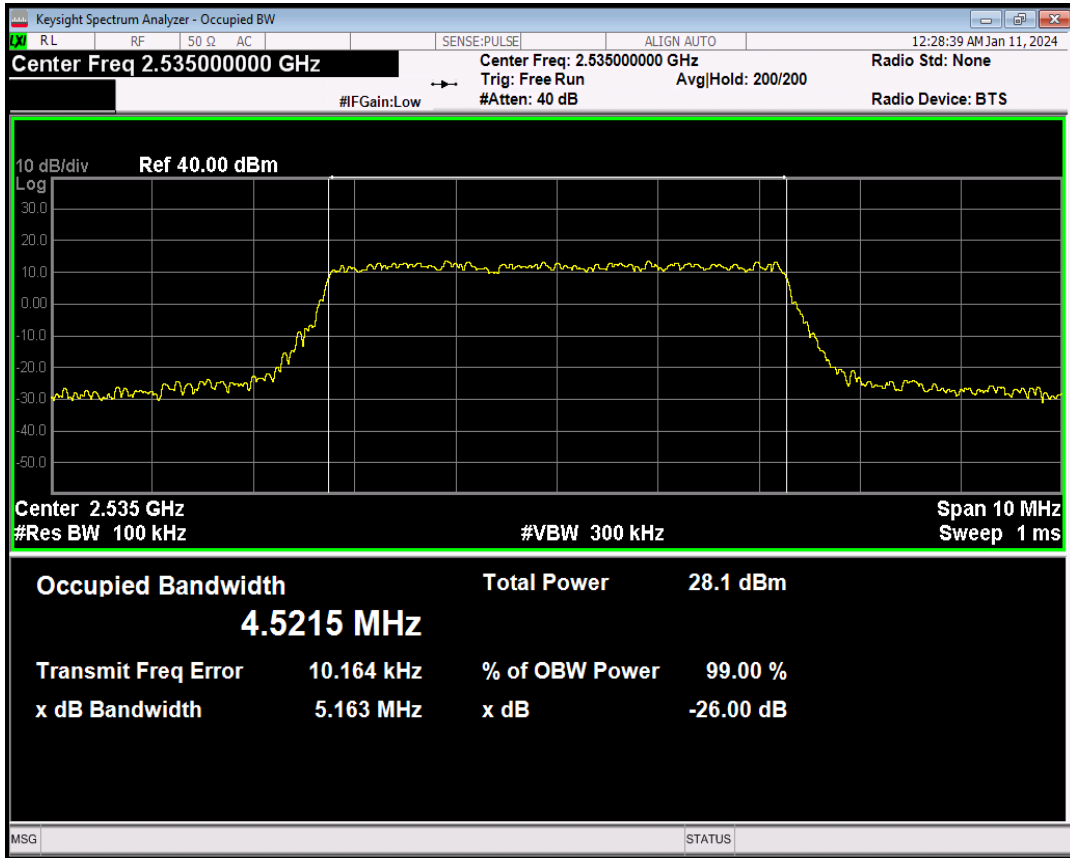 Keysight Spectrum Analyzer - Occupied BW
LXI RL RF 50 Ω AC SENSE:PULSE ALIGN AUTO 12:28:39 AM Jan 11, 2024
Center Freq 2.535000000 GHz Center Freq: 2.535000000 GHz Radio Std: None
Trig: Free Run Avg|Hold: 200/200
#IFGain:Low #Atten: 40 dB Radio Device: BTS
10 dB/div Ref 40.00 dBm
Log
30.0
20.0
10.0
0.00
-10.0
-20.0
-30.0
-40.0
-50.0
Center 2.535 GHz Span 10 MHz
#Res BW 100 kHz #VBW 300 kHz Sweep 1 ms
Occupied Bandwidth Total Power 28.1 dBm
4.5215 MHz
Transmit Freq Error 10.164 kHz % of OBW Power 99.00 %
x dB Bandwidth 5.163 MHz x dB -26.00 dB
MSG STATUS